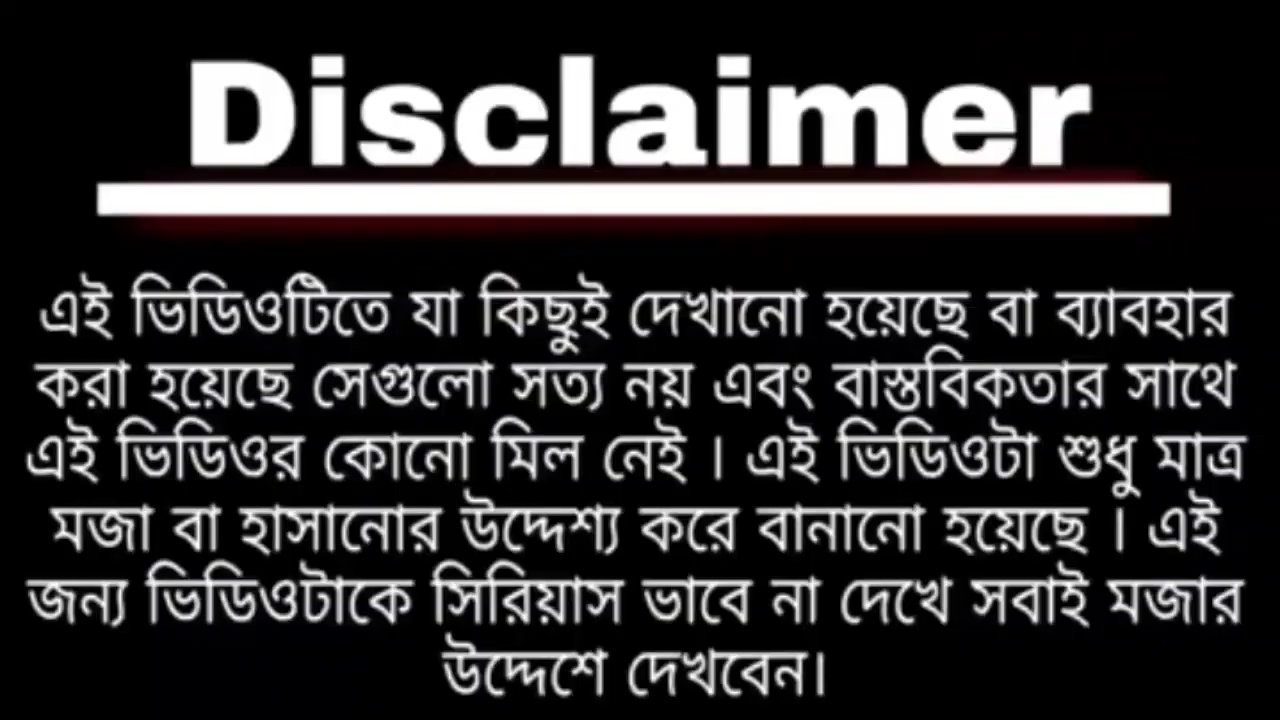 Disclaimer
এই ভিডিওটিতে যা কিছুই দেখানো হয়েছে বা ব্যাবহার
করা হয়েছে সেগুলো সত্য নয় এবং বাস্তবিকতার সাথে
এই ভিডিওর কোনো মিল নেই । এই ভিডিওটা শুধু মাত্র
মজা বা হাসানোর উদ্দেশ্য করে বানানো হয়েছে । এই
জন্য ভিডিওটাকে সিরিয়াস ভাবে না দেখে সবাই মজার
উদ্দেশে দেখবেন।